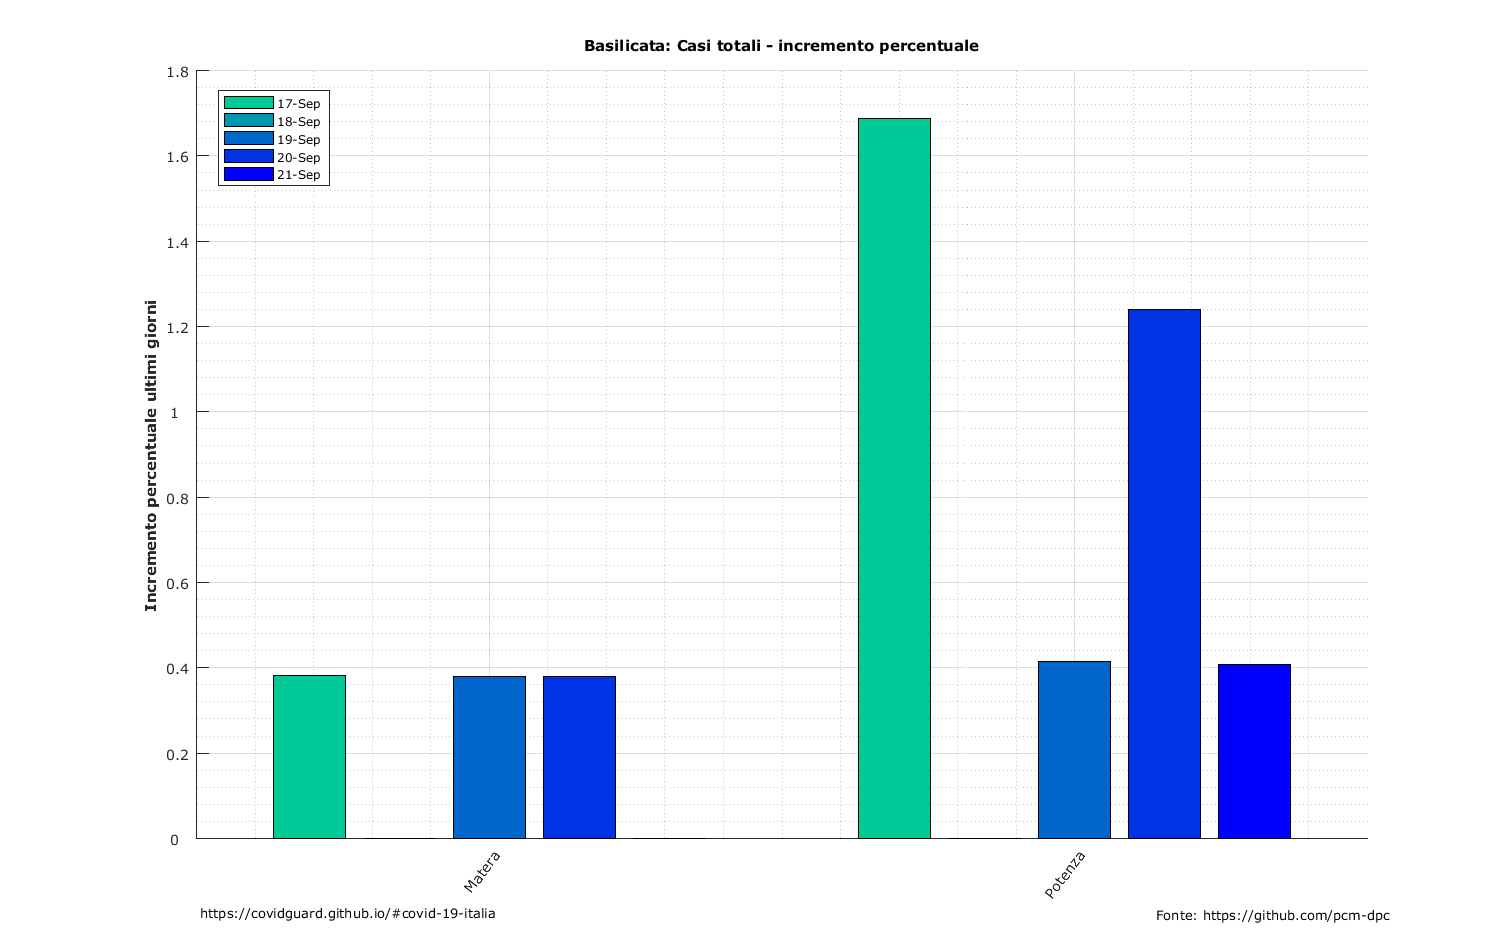 Basilicata: Casi totali - incremento percentuale
1.8
1.6
1.4
1.2
1
0.8
0.6
0.4
0.2
0
Incremento percentuale ultimi giorni
17-Sep
18-Sep
19-Sep
20-Sep
21-Sep
Matera
Potenza
https://covidguard.github.io/#covid-19-italia
Fonte: https://github.com/pcm-dpc